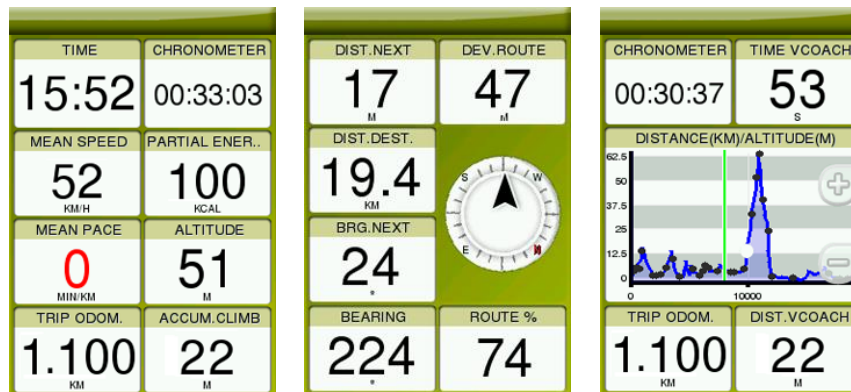 TIME CHRONOMETER
15:52 00:33:03
MEAN SPEED PARTIAL ENER..
52 100
KM/H KCAL
MEAN PACE ALTITUDE
0 51
MIN/KM M
TRIP ODOM. ACCUM.CLIMB
1.100 22
KM M
DIST.NEXT DEV.ROUTE
17 47
M M
DIST.DEST.
19.4
KM
S W
E N
BRG.NEXT
24
°
BEARING ROUTE %
224 74
°
CHRONOMETER TIME VCOACH
00:30:37 53
S
DISTANCE(KM)/ALTITUDE(M)
62.5
50
37.5
25
12.5
0
0 10000
TRIP ODOM. DIST.VCOACH
1.100 22
KM M